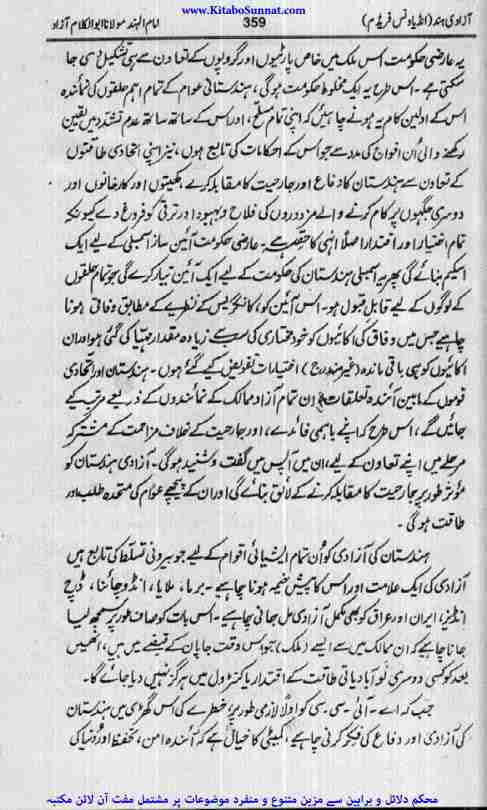 www.KitaboSunnat.com
آزادیٔ ہند (انڈیا ونس فریڈم) 359 امام الہند مولانا ابوالکلام آزاد
یہ عارضی حکومت اس ملک میں خاص پارٹیوں اور گروپوں کے تعاون سے ہی تشکیل دی جا
سکتی ہے۔ اس طرح یہ ایک مخلوط حکومت ہوگی، ہندستانی عوام کے تمام اہم حلقوں کی نمائندہ
اس کے اولین کام یہ ہونے چاہئیں کہ اپنی تمام مسلح، اور اس کے ساتھ ساتھ عدم تشدد میں یقین
رکھنے والی اُن افواج کی مدد سے جو اس کے احکامات کی تابع ہوں، نیز اپنی اتحادی طاقتوں
کے تعاون سے ہندستان کا دفاع اور جارحیت کا مقابلہ کرے، کھیتوں اور کارخانوں اور
دوسری جگہوں پر کام کرنے والے مزدوروں کی فلاح و بہبود اور ترقی کو فروغ دے کیونکہ
تمام اختیار اور اقتدار اصلاً انہی کا حصہ ہے۔ عارضی حکومت آئین ساز اسمبلی کے لیے ایک
اسکیم بنائے گی پھر یہ اسمبلی ہندستان کی حکومت کے لیے ایک آئین تیار کرے گی جو تمام حلقوں
کے لوگوں کے لیے قابل قبول ہو۔ اس آئین کو، کانگریس کے نظریے کے مطابق وفاقی ہونا
چاہیے جس میں وفاق کی اکائیوں کو خود مختاری کی سب سے زیادہ مقدار مہیا کی گئی ہو اور ان
اکائیوں کو ہی باقی ماندہ (غیر مندرج) اختیارات تفویض کیے گئے ہوں۔ ہندستان اور اتحادی
قوموں کے مابین آئندہ تعلقات ان تمام آزاد ممالک کے نمائندوں کے ذریعے مرتب کیے
جائیں گے، اس طرح کہ اپنے باہمی فائدے، اور جارحیت کے خلاف مزاحمت کے مشترکہ
مرحلے میں اپنے تعاون کے لیے، ان میں آپس میں گفت و شنید ہوگی۔ آزادی ہندستان کو
مؤثر طور پر جارحیت کا مقابلہ کرنے کے لائق بنائے گی اور ان کے پیچھے عوام کی متحدہ طلب اور
طاقت ہوگی۔
ہندستان کی آزادی کو اُن تمام ایشیائی اقوام کے لیے جو بیرونی تسلط کی تابع ہیں
آزادی کی ایک علامت اور اس کا پیش خیمہ ہونا چاہیے۔ برما، ملایا، انڈو چائنا، ڈچ
انڈیز، ایران اور عراق کو بھی مکمل آزادی مل جانی چاہیے۔ اس بات کو صاف طور پر سمجھ لیا
جانا چاہیے کہ ان ممالک میں سے ایسے (ملک) جو اس وقت جاپان کے قبضے میں ہیں، انھیں
بعد کو کسی دوسری نو آبادیاتی طاقت کے اقتدار یا کنٹرول میں ہرگز نہیں دیا جائے گا۔
جب کہ اے۔ آئی۔ سی۔ سی کو اولاً لازمی طور پر خطرے کی اس گھڑی میں ہندستان
کی آزادی اور دفاع کی فکر کرنی چاہیے، کمیٹی کا خیال ہے کہ آئندہ امن، تحفظ اور دنیا کی
محکم دلائل و براہین سے مزین متنوع و منفرد موضوعات پر مشتمل مفت آن لائن مکتبہ